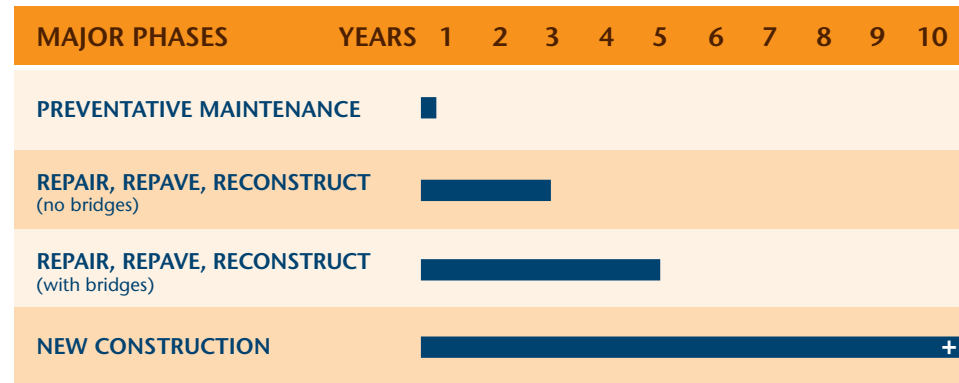 MAJOR PHASES YEARS 1 2 3 4 5 6 7 8 9 10
PREVENTATIVE MAINTENANCE
REPAIR, REPAVE, RECONSTRUCT
(no bridges)
REPAIR, REPAVE, RECONSTRUCT
(with bridges)
NEW CONSTRUCTION +